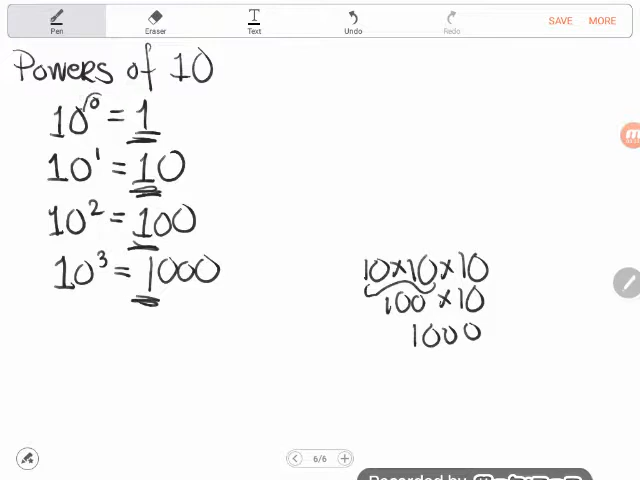 Pen Eraser Text Undo Redo SAVE MORE
Powers of 10
10⁰ = 1
10¹ = 10
10² = 100
10³ = 1000
10×10×10
100 ×10
1000
6/6
Recorded by